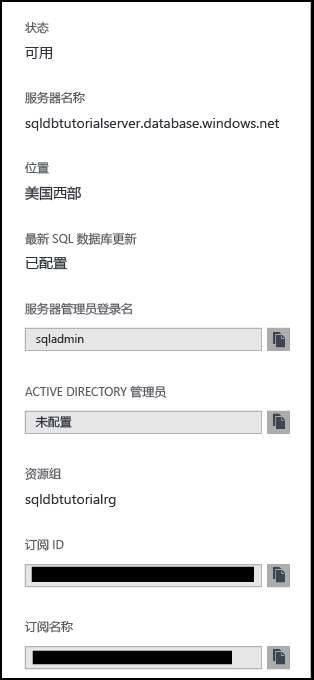 状态
可用
服务器名称
sqldbtutorialserver.database.windows.net
位置
美国西部
最新 SQL 数据库更新
已配置
服务器管理员登录名
sqladmin
ACTIVE DIRECTORY 管理员
未配置
资源组
sqldbtutorialrg
订阅 ID
订阅名称